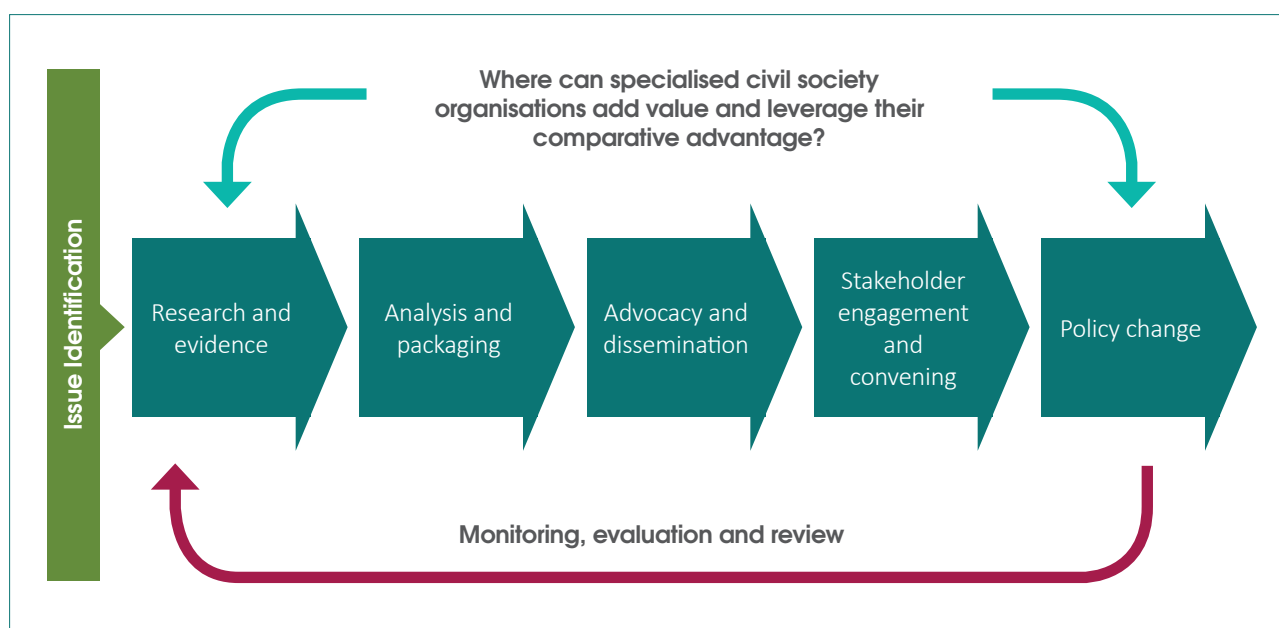 Where can specialised civil society
organisations add value and leverage their
comparative advantage?
Issue Identification
Research and
evidence
Analysis and
packaging
Advocacy and
dissemination
Stakeholder
engagement
and
convening
Policy change
Monitoring, evaluation and review